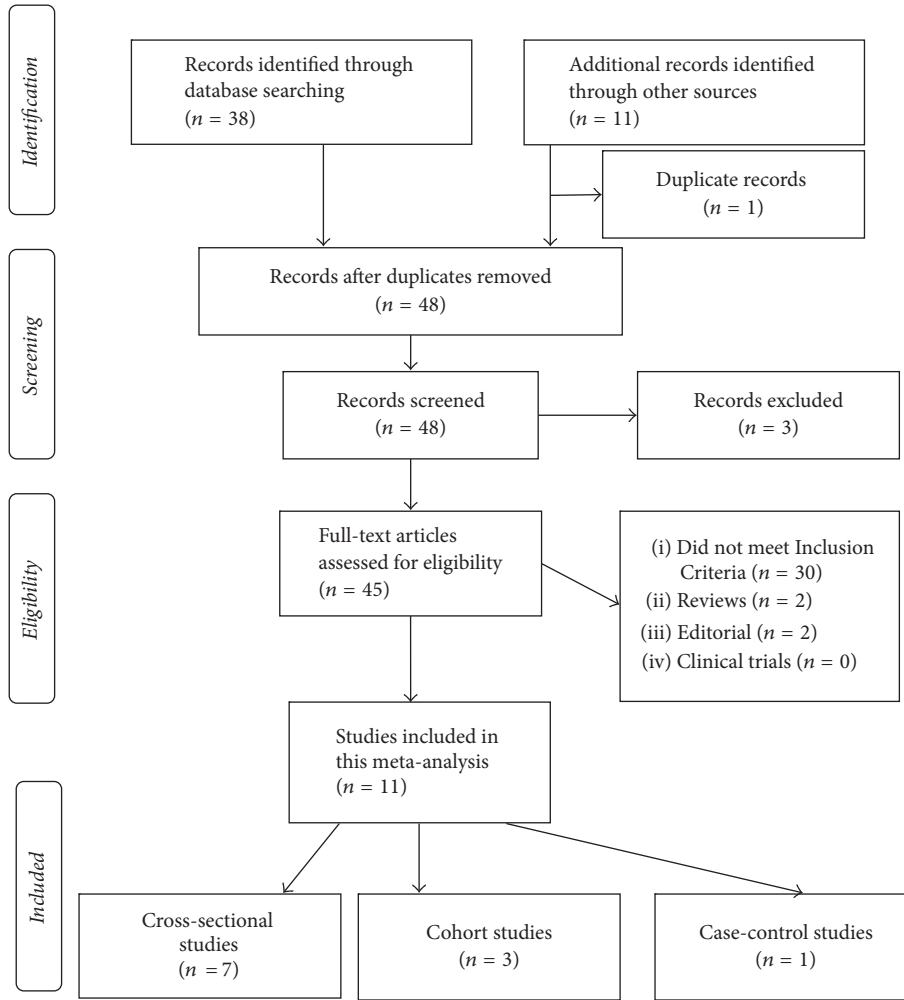 Identification
Records identified through
database searching
(n = 38)
Additional records identified
through other sources
(n = 11)
Duplicate records
(n = 1)
Screening
Records after duplicates removed
(n = 48)
Records screened
(n = 48)
Records excluded
(n = 3)
Eligibility
Full-text articles
assessed for eligibility
(n = 45)
(i) Did not meet Inclusion
Criteria (n = 30)
(ii) Reviews (n = 2)
(iii) Editorial (n = 2)
(iv) Clinical trials (n = 0)
Studies included in
this meta-analysis
(n = 11)
Included
Cross-sectional
studies
(n = 7)
Cohort studies
(n = 3)
Case-control studies
(n = 1)